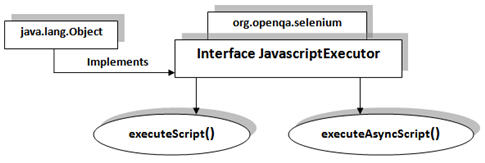 org.openqa.selenium
java.lang.Object
Interface JavascriptExecutor
Implements
executeScript()
executeAsyncScript()